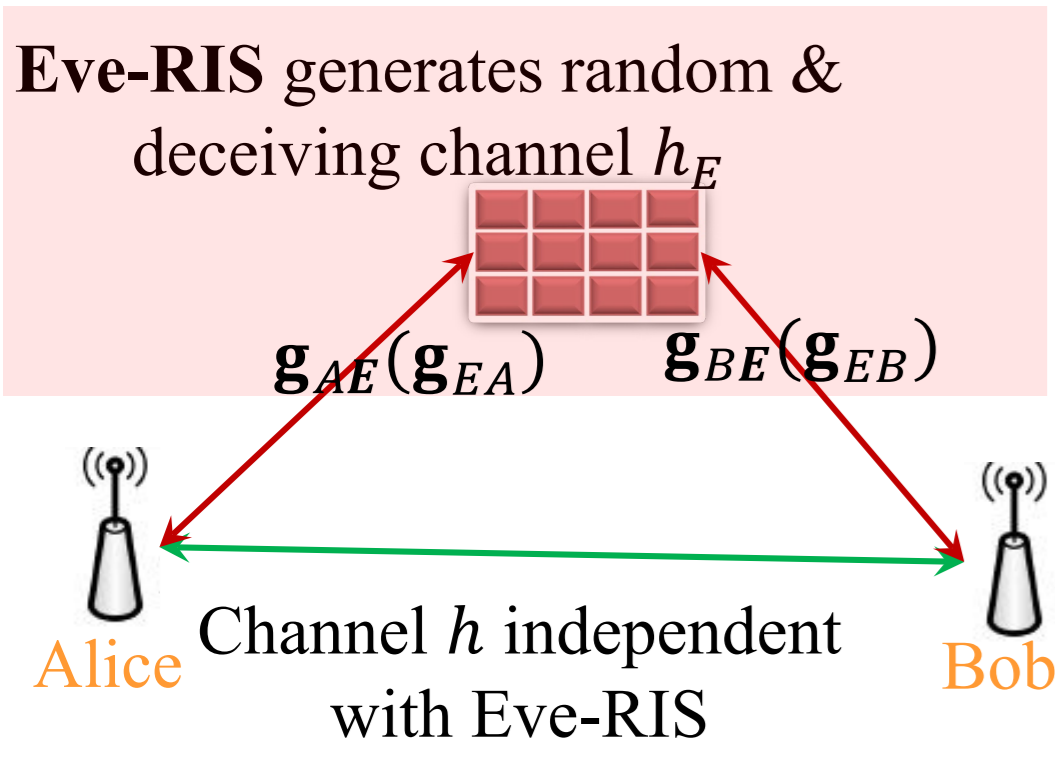 Eve-RIS generates random &
deceiving channel h_E
g_AE(g_EA) g_BE(g_EB)
Channel h independent
with Eve-RIS
Alice
Bob